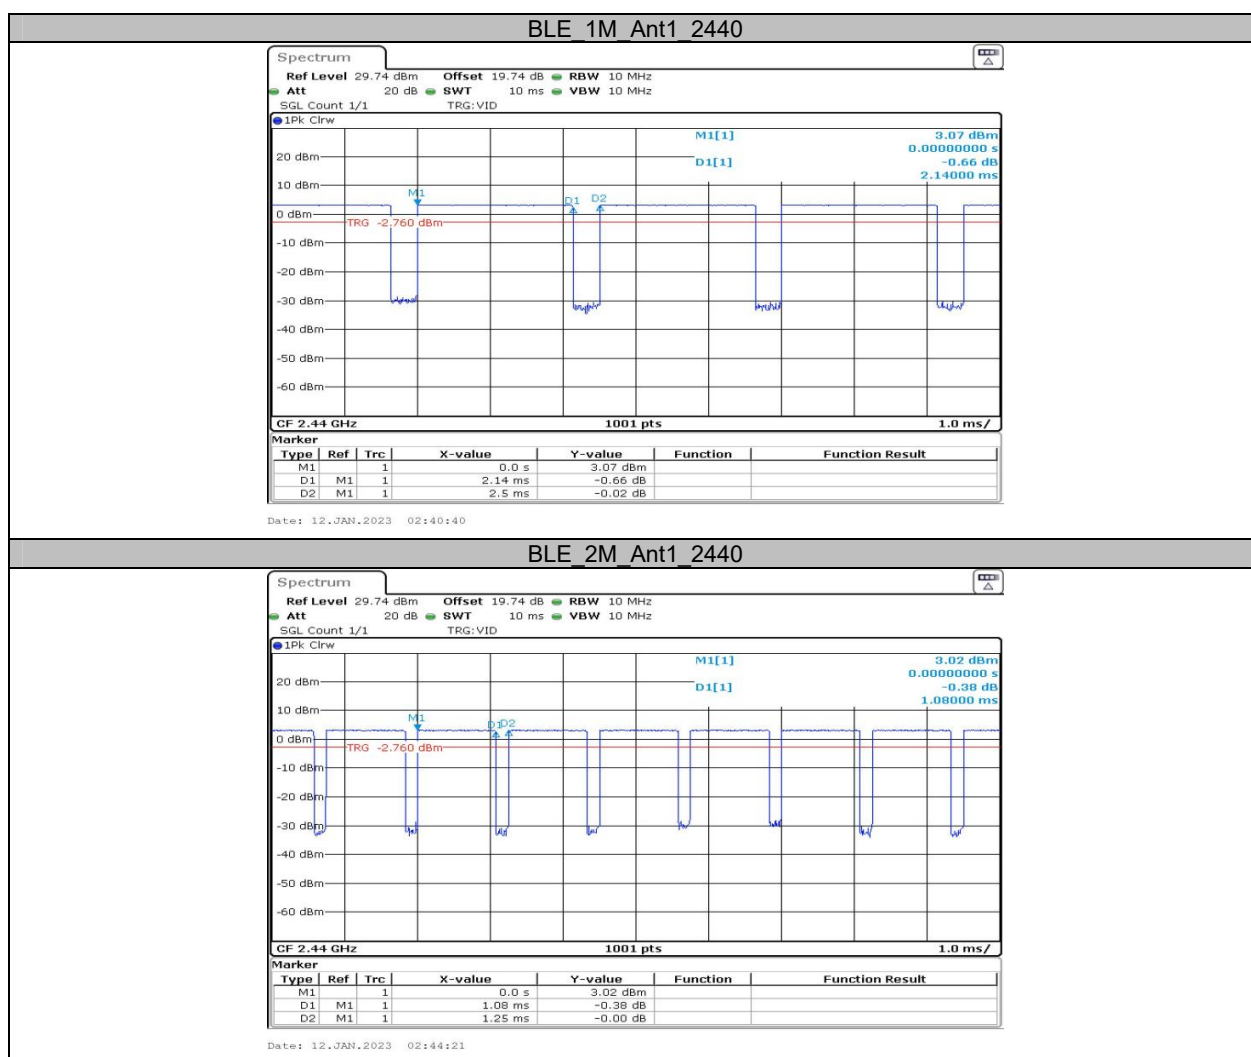 BLE_1M_Ant1_2440
Spectrum
Ref Level 29.74 dBm Offset 19.74 dB RBW 10 MHz
Att 20 dB SWT 10 ms VBW 10 MHz
SGL Count 1/1 TRG:VID
1Pk Clrw
M1[1] 3.07 dBm
0.00000000 s
20 dBm
D1[1] -0.66 dB
2.14000 ms
10 dBm
M1
D1 D2
0 dBm
TRG -2.760 dBm
-10 dBm
-20 dBm
-30 dBm
-40 dBm
-50 dBm
-60 dBm
CF 2.44 GHz 1001 pts 1.0 ms/
Marker
Type Ref Trc X-value Y-value Function Function Result
M1 1 0.0 s 3.07 dBm
D1 M1 1 2.14 ms -0.66 dB
D2 M1 1 2.5 ms -0.02 dB
Date: 12.JAN.2023 02:40:40
BLE_2M_Ant1_2440
Spectrum
Ref Level 29.74 dBm Offset 19.74 dB RBW 10 MHz
Att 20 dB SWT 10 ms VBW 10 MHz
SGL Count 1/1 TRG:VID
1Pk Clrw
M1[1] 3.02 dBm
0.00000000 s
20 dBm
D1[1] -0.38 dB
1.08000 ms
10 dBm
M1
D1 D2
0 dBm
TRG -2.760 dBm
-10 dBm
-20 dBm
-30 dBm
-40 dBm
-50 dBm
-60 dBm
CF 2.44 GHz 1001 pts 1.0 ms/
Marker
Type Ref Trc X-value Y-value Function Function Result
M1 1 0.0 s 3.02 dBm
D1 M1 1 1.08 ms -0.38 dB
D2 M1 1 1.25 ms -0.00 dB
Date: 12.JAN.2023 02:44:21